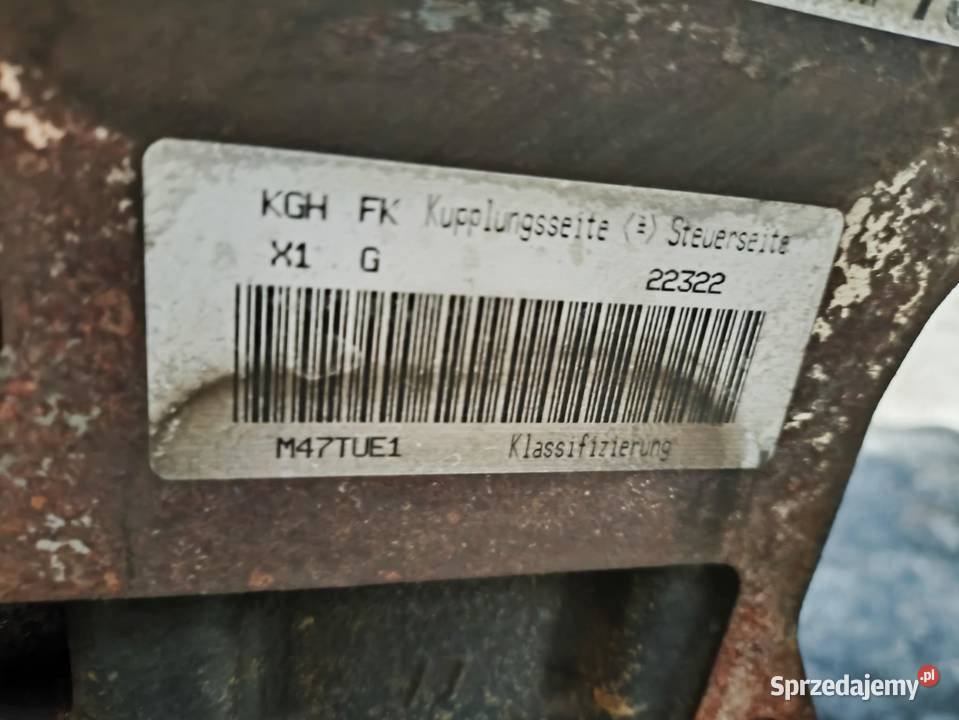 KGH FK Kupplungsseite ⟨⟩ Steuerseite
X1 G 22322
M47TUE1 Klassifizierung
Sprzedajemy.pl